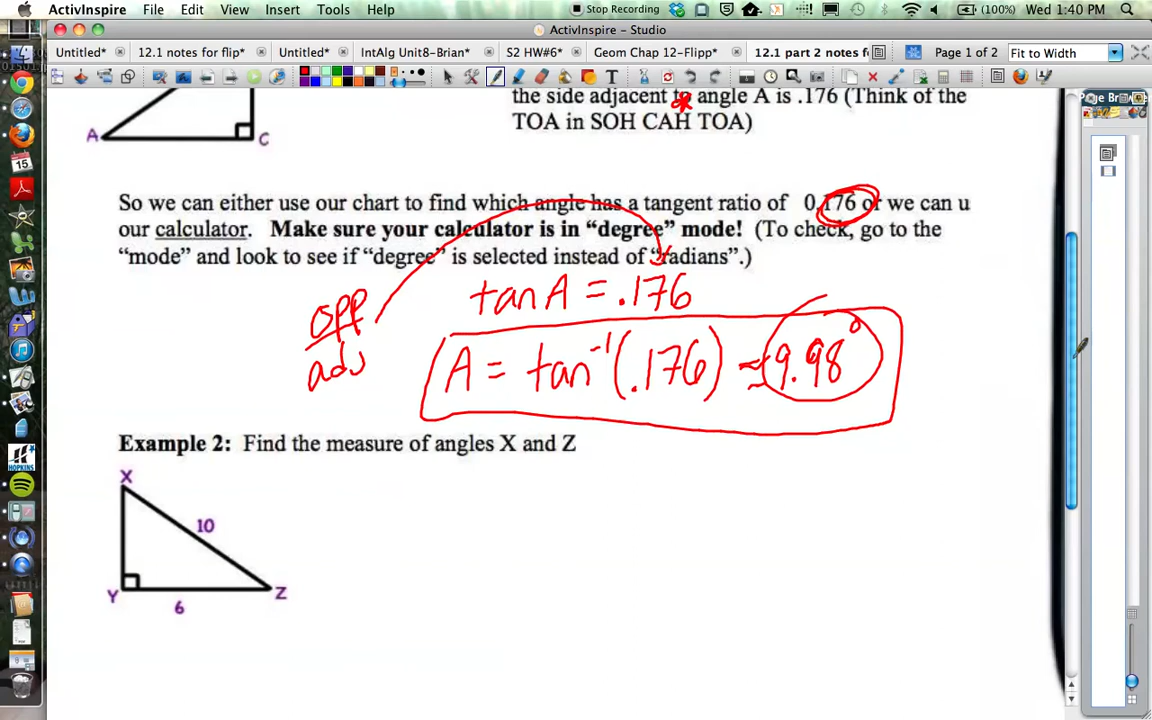 ActivInspire File Edit View Insert Tools Help Stop Recording (100%) Wed 1:40 PM
ActivInspire - Studio
Untitled* 12.1 notes for flip* Untitled* IntAlg Unit8-Brian* S2 HW#6* Geom Chap 12-Flipp* 12.1 part 2 notes f Page 1 of 2 Fit to Width
Page Brow
the side adjacent to angle A is .176 (Think of the
TOA in SOH CAH TOA)
A
C
So we can either use our chart to find which angle has a tangent ratio of 0.176 or we can u
our calculator. Make sure your calculator is in “degree” mode! (To check, go to the
“mode” and look to see if “degree” is selected instead of “radians”.)
tan A = .176
opp
adj
A = tan⁻¹(.176) ≈ 9.98°
Example 2: Find the measure of angles X and Z
X
10
Y
Z
6
15
HOPKINS